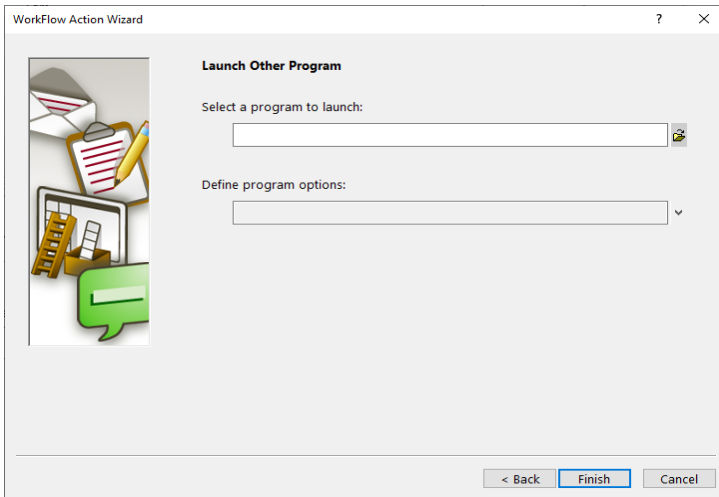 WorkFlow Action Wizard
Launch Other Program
Select a program to launch:
Define program options:
< Back
Finish
Cancel